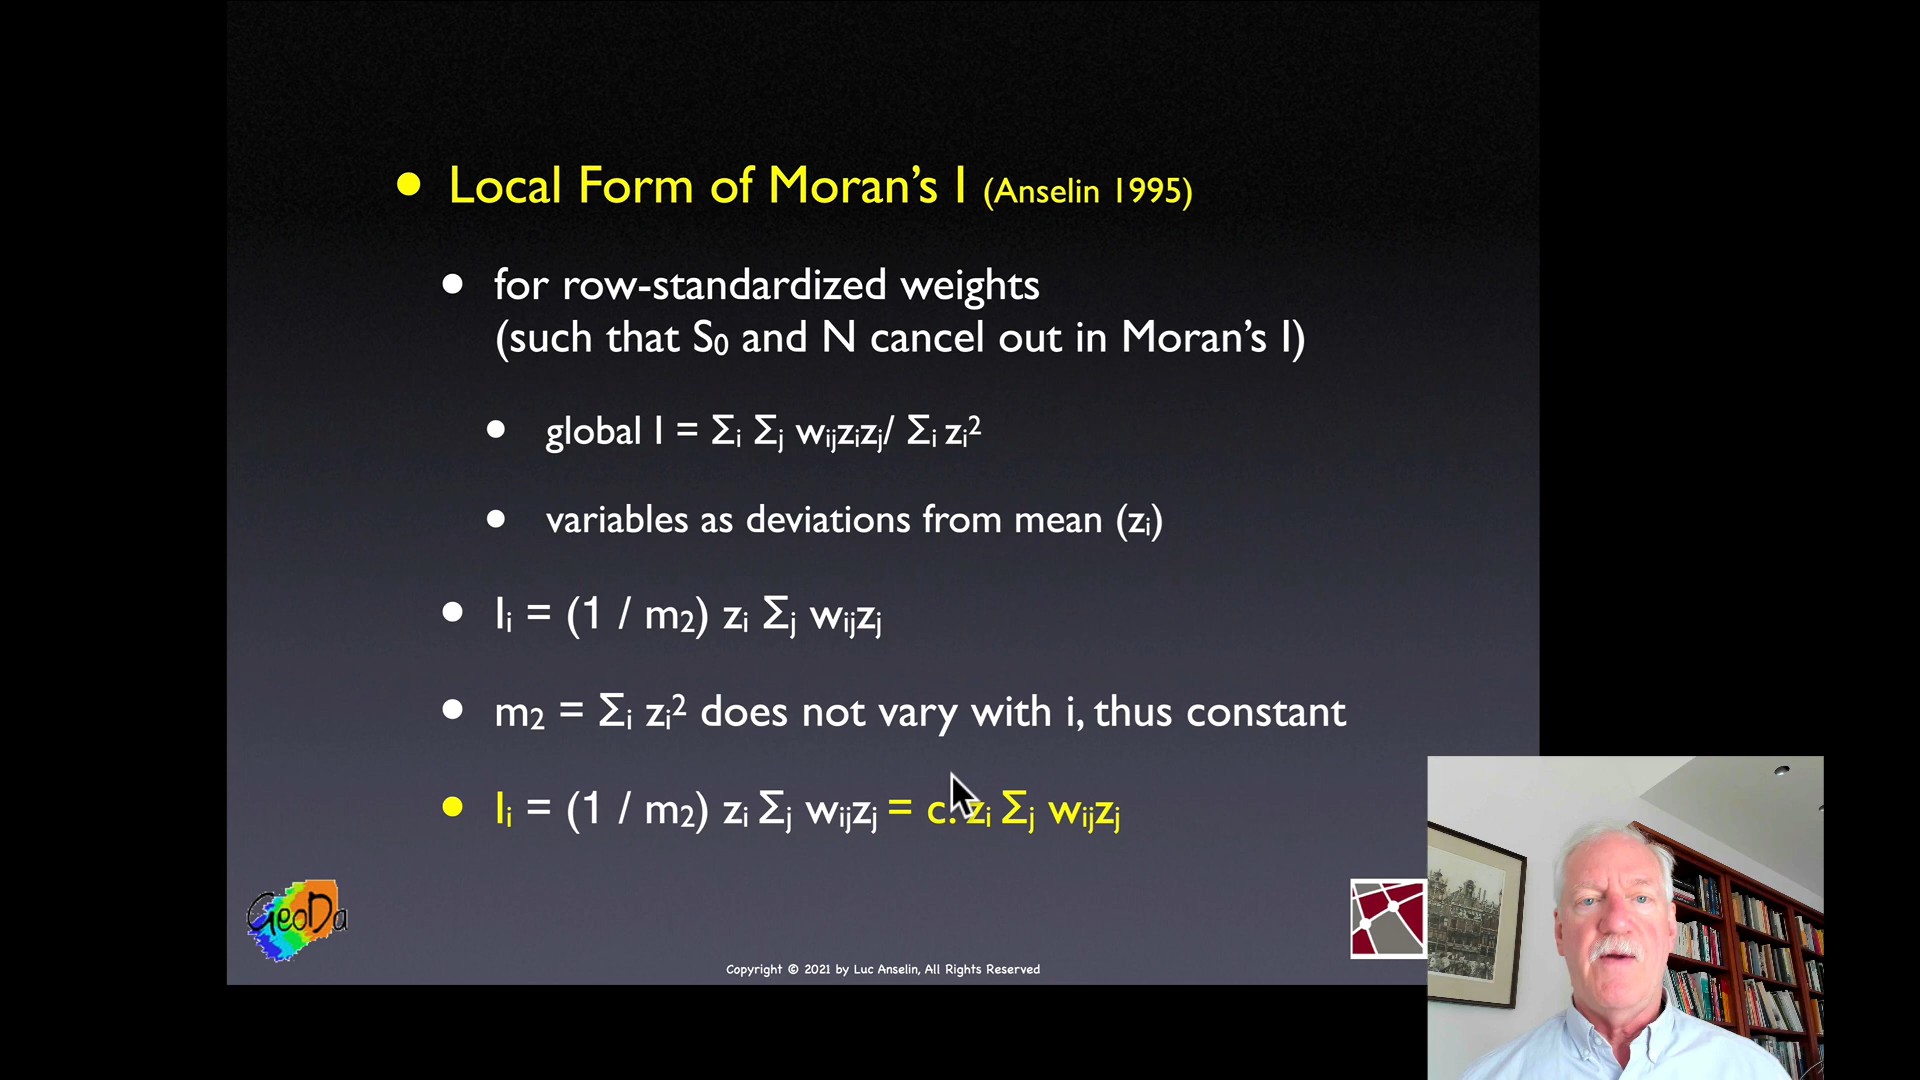 • Local Form of Moran’s I (Anselin 1995)
• for row-standardized weights
(such that S₀ and N cancel out in Moran’s I)
• global I = Σᵢ Σⱼ wᵢⱼzᵢzⱼ/ Σᵢ zᵢ²
• variables as deviations from mean (zᵢ)
• Iᵢ = (1 / m₂) zᵢ Σⱼ wᵢⱼzⱼ
• m₂ = Σᵢ zᵢ² does not vary with i, thus constant
• Iᵢ = (1 / m₂) zᵢ Σⱼ wᵢⱼzⱼ = c. zᵢ Σⱼ wᵢⱼzⱼ
GeoDa
Copyright © 2021 by Luc Anselin, All Rights Reserved